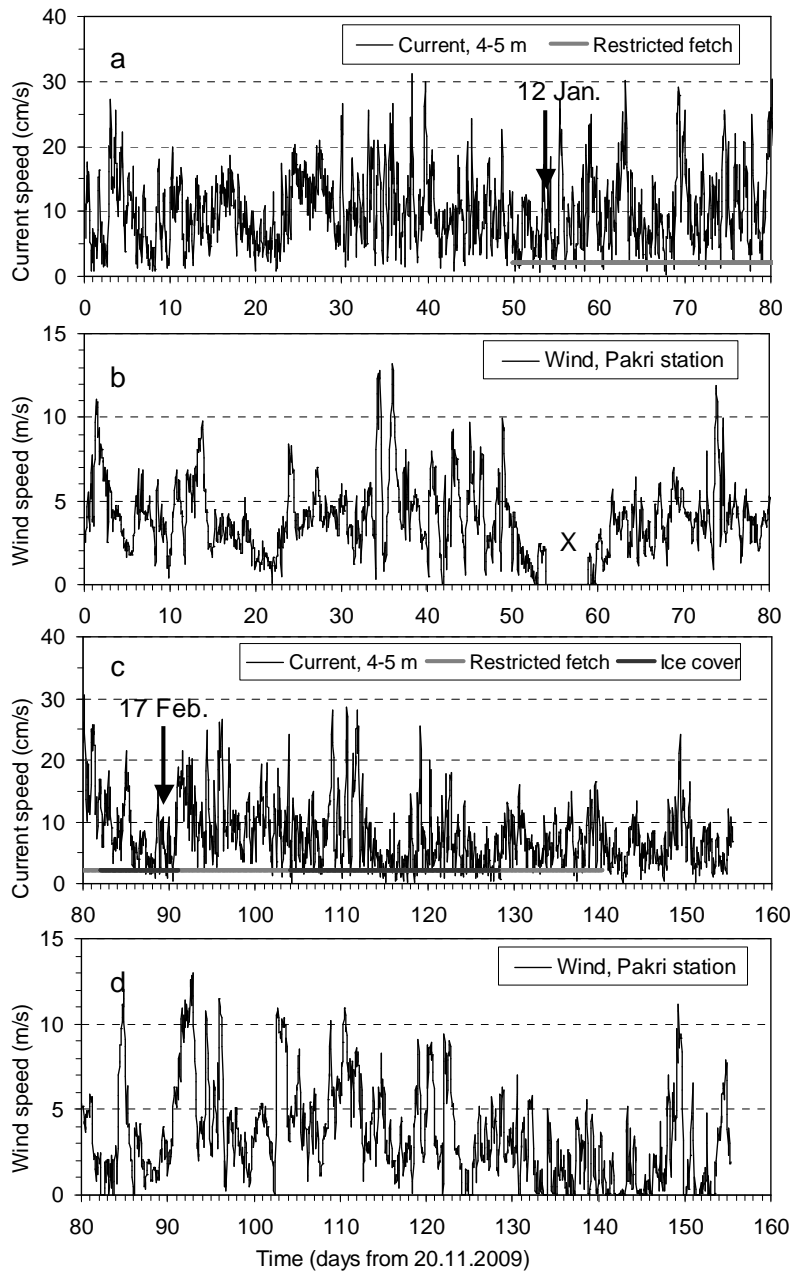 40
a
Current, 4-5 m Restricted fetch
30
12 Jan.
20
10
0
Current speed (cm/s)
0 10 20 30 40 50 60 70 80
15
b
Wind, Pakri station
10
5
X
0
Wind speed (m/s)
0 10 20 30 40 50 60 70 80
40
c
Current, 4-5 m Restricted fetch Ice cover
30
17 Feb.
20
10
0
Current speed (cm/s)
80 90 100 110 120 130 140 150 160
15
d
Wind, Pakri station
10
5
0
Wind speed (m/s)
80 90 100 110 120 130 140 150 160
Time (days from 20.11.2009)